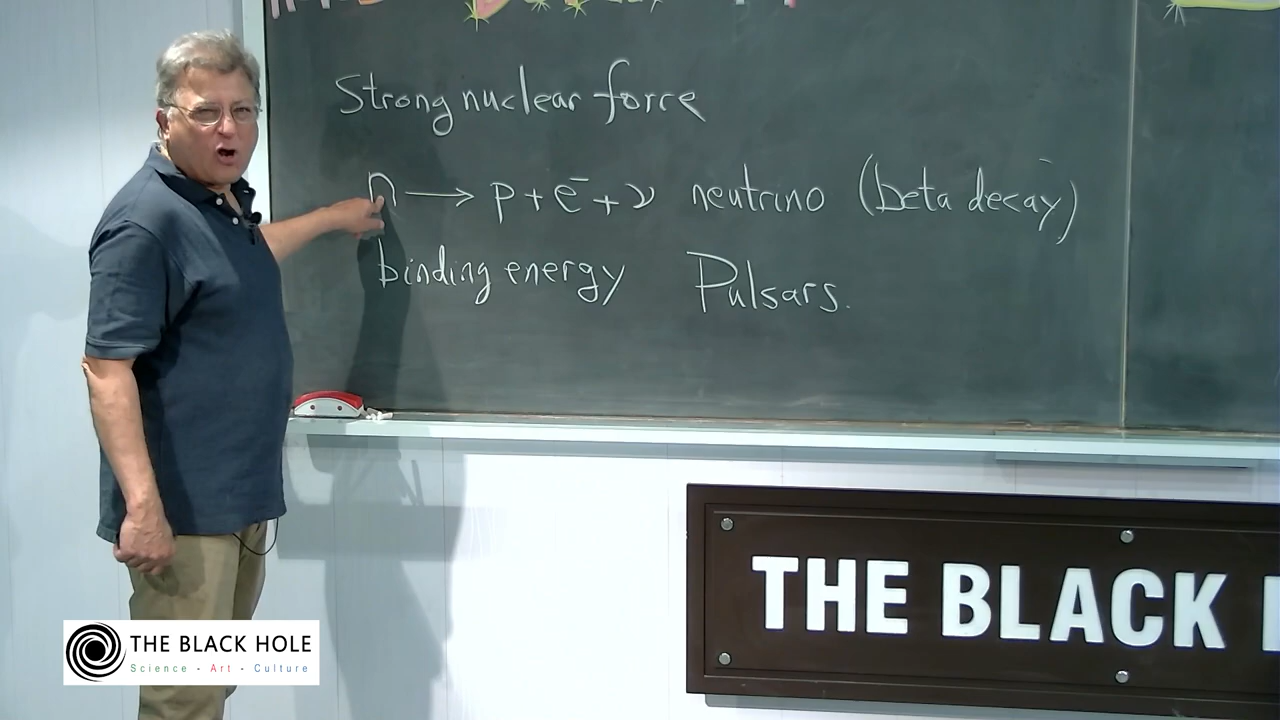 Strong nuclear force
n → p + e⁻ + ν neutrino (beta decay)
binding energy Pulsars.
THE BLACK
THE BLACK HOLE
Science - Art - Culture